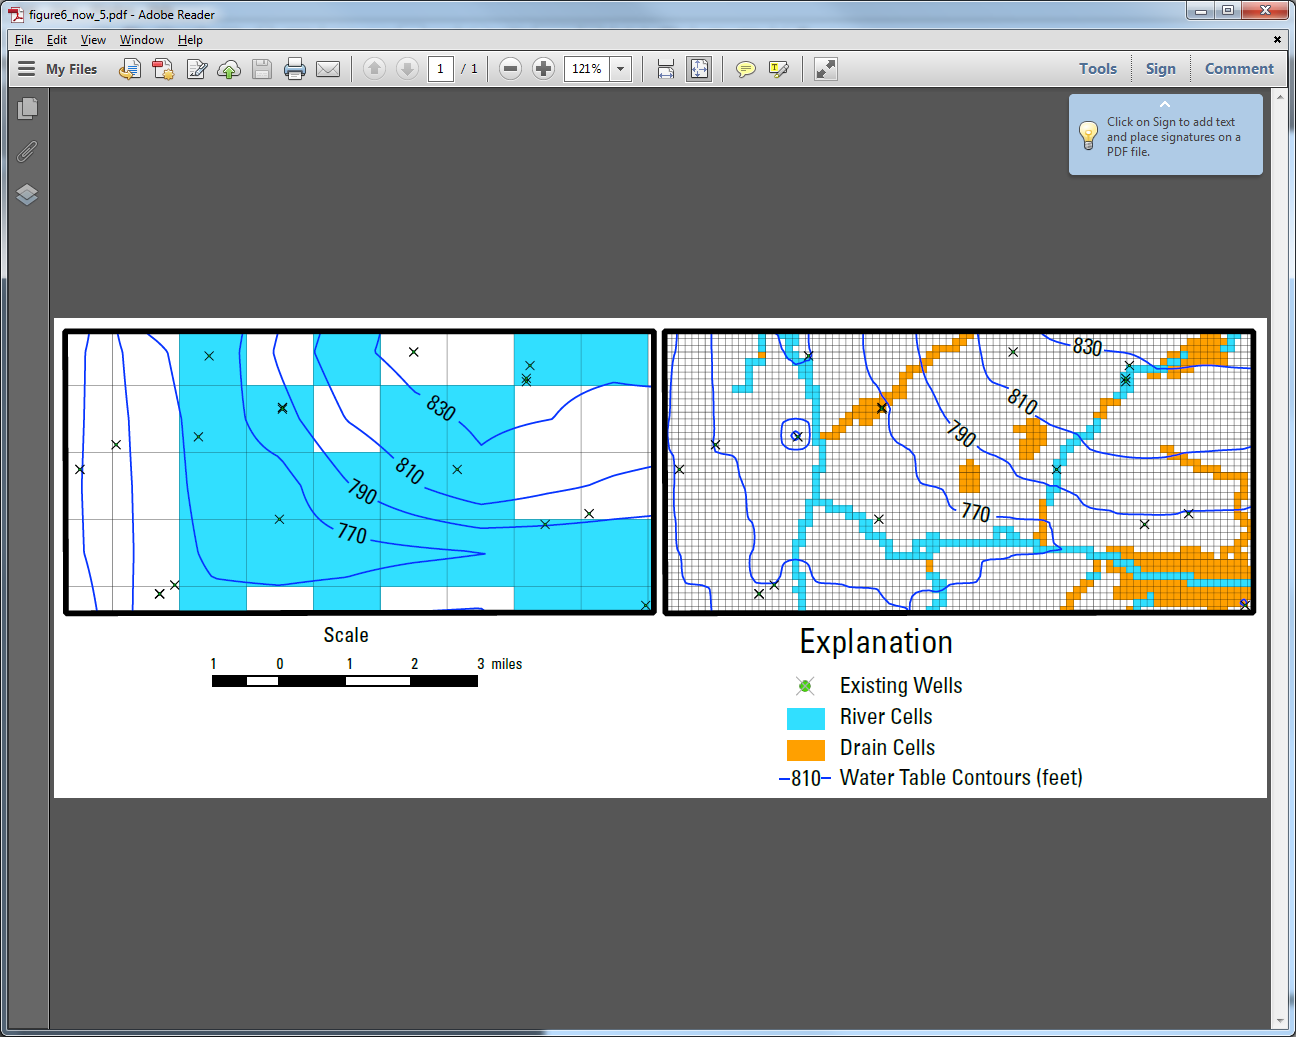 figure6_now_5.pdf - Adobe Reader
File Edit View Window Help
My Files
1 / 1
121%
Tools Sign Comment
Click on Sign to add text
and place signatures on a
PDF file.
830
810
790
770
830
810
790
770
Scale
1 0 1 2 3 miles
Explanation
Existing Wells
River Cells
Drain Cells
810 Water Table Contours (feet)